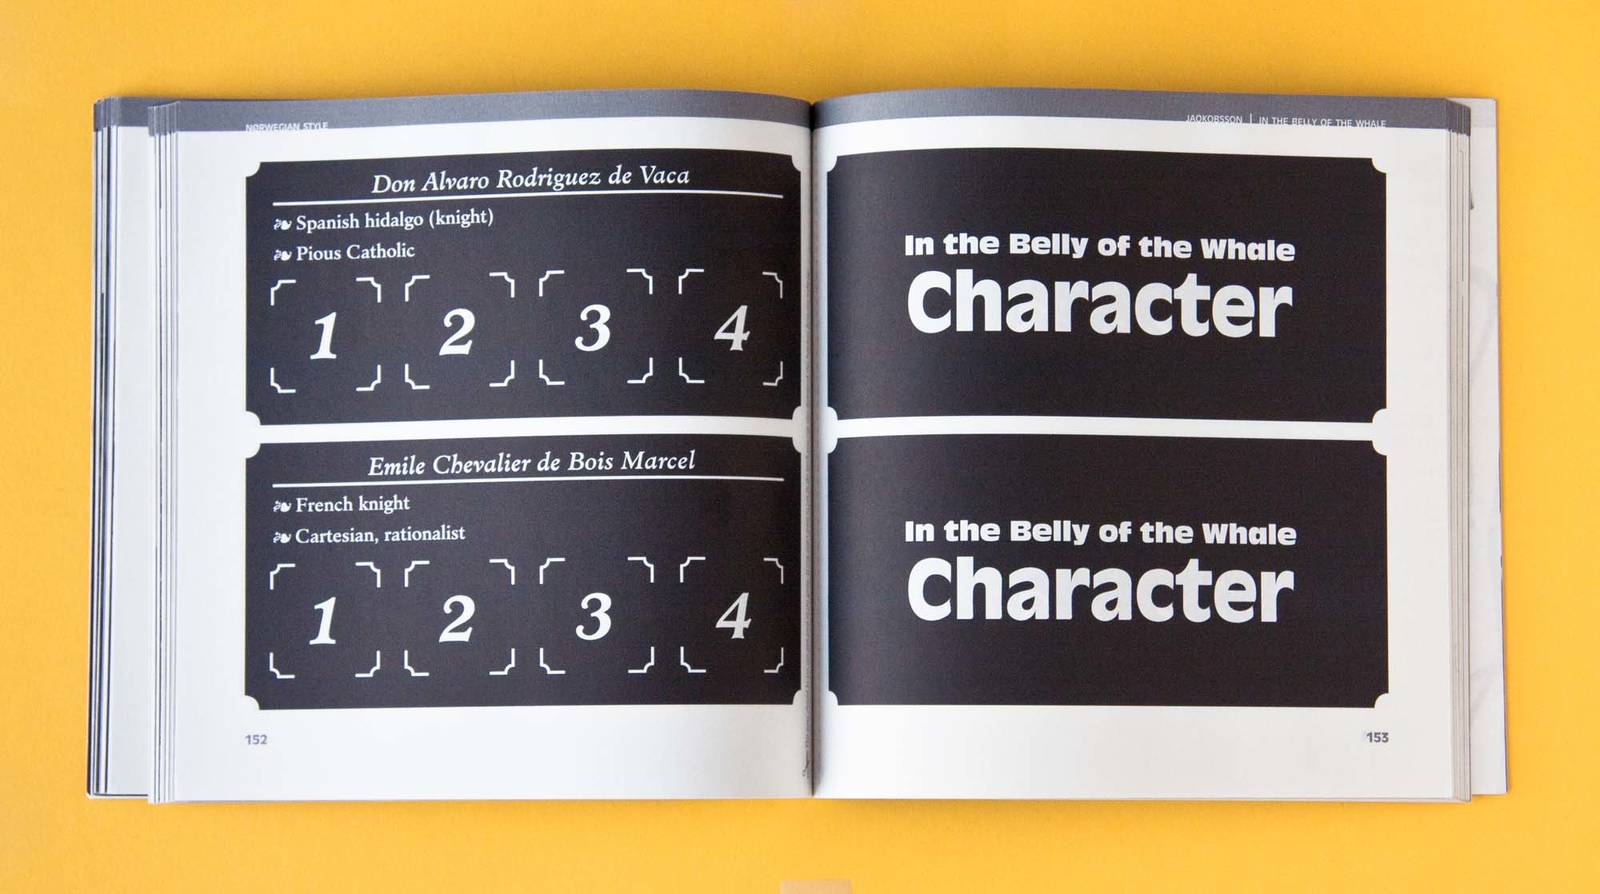 NØRWEGIAN STYLE
Don Alvaro Rodriguez de Vaca
Spanish hidalgo (knight)
Pious Catholic
1 2 3 4
Emile Chevalier de Bois Marcel
French knight
Cartesian, rationalist
1 2 3 4
152
JAOKORSSON | IN THE BELLY OF THE WHALE
In the Belly of the Whale
Character
In the Belly of the Whale
Character
153